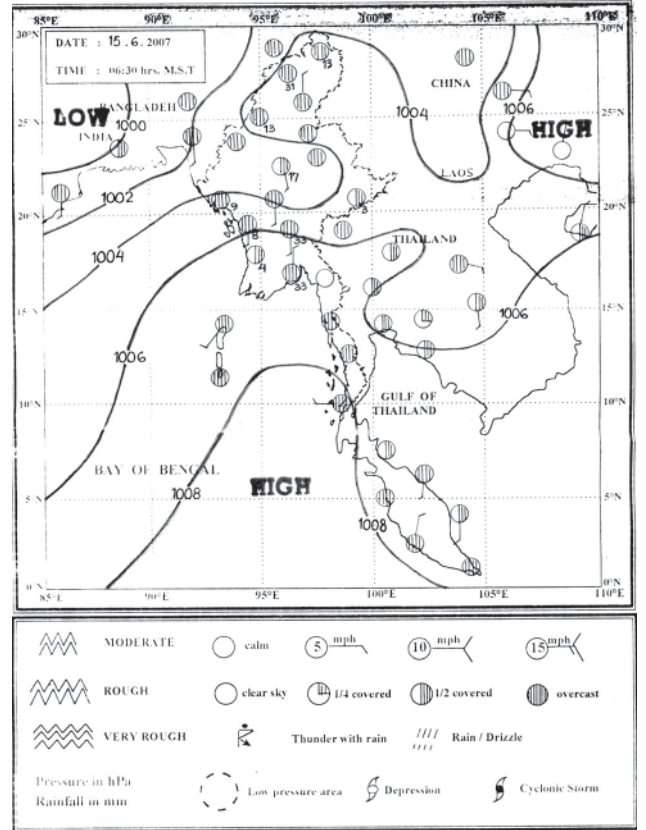 85°E 90°E 95°E 100°E 105°E 110°E
30°N 30°N
DATE : 15.6.2007
TIME : 06:30 hrs. M.S.T
13
31
CHINA
LOW
BANGLADESH
1000
1004
1006
HIGH
25°N 25°N
INDIA
13
17
LAOS
1002
9
3
20°N 20°N
8
33
THAILAND
1004
4
33
1006
15°N 15°N
1006
10°N 10°N
GULF OF
THAILAND
BAY OF BENGAL
HIGH
1008
5°N 5°N
1008
0°N 0°N
85°E 90°E 95°E 100°E 105°E 110°E
MODERATE calm 5 mph 10 mph 15 mph
ROUGH clear sky 1/4 covered 1/2 covered overcast
VERY ROUGH Thunder with rain Rain / Drizzle
Pressure in hPa
Rainfall in mm
Low pressure area Depression Cyclonic Storm